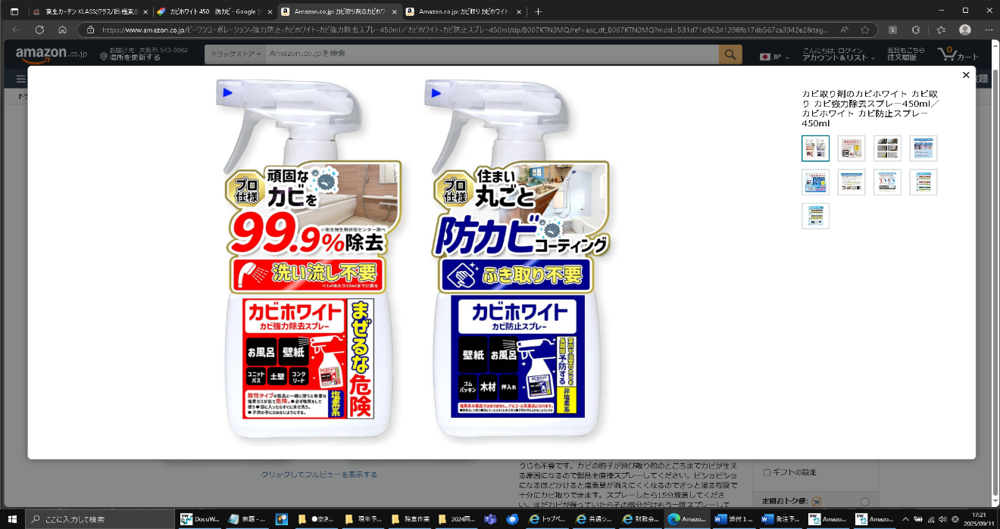 養生カーテン KLASS(クラス/旧:極東産
カビホワイト 450　防カビ - Google シ
Amazon.co.jp: カビ取り剤のカビホワ
Amazon.co.jp: カビ取り カビホワイト
https://www.amazon.co.jp/ビーワンコーポレーション-強力防止-カビホワイト-カビ強力除去スプレー450ml／カビホワイト-カビ防止スプレー450ml/dp/B007KTN3MQ/ref=asc_df_B007KTN3MQ?mcid=531d71d96241398fb17db567ca3342e2&tag...
amazon.co.jp
お届け先: 大阪市 543-0062
場所を更新する
ドラッグストア
Amazon.co.jpを検索
JP
こんにちは, ログイン
アカウント&リスト
返品もこちら
注文履歴
0
カート
カビ取り剤のカビホワイト カビ取
り カビ強力除去スプレー450ml／
カビホワイト カビ防止スプレー
450ml
プロ仕様
頑固な
カビを
※衛生微生物研究センター調べ
99.9%除去
洗い流し不要
※1㎡あたり15mlまでに限る
カビホワイト
カビ強力除去スプレー
お風呂
壁紙
ユニットバス
土壁
コンクリート
酸性タイプの製品と一緒に使うと有害な
塩素ガスが出て危険。●必ず換気をして
使う●目に入ったらすぐに水で洗う。
●子供の手にふれないようにする。
塩素系
まぜるな
危険
プロ仕様
住まい
丸ごと
防カビコーティング
ふき取り不要
カビホワイト
カビ防止スプレー
壁紙
お風呂
ゴムパッキン
木材
押入れ
長期間予防する
非塩素系
塩素系の薬品ではありません。アルコール系薬品になります。
クリックしてフルビューを表示する
うじも不要です。カビの胞子が飛び散り他のところまでカビが生え
る原因になるので製品を直接スプレーしてください。ビショビショ
になるほどかけると塩素臭が消えにくくなるのでざっと湿る程度で
十分にカビ取りできます。スプレーしたら15分放置してくださ
い。まだカビが残っていたらその部分だけもう一度スプレーして
ギフトの設定
定期おトク便:
ここに入力して検索
DocuW...
無題 - ...
●空き...
現年予...
除草作業
2024同...
トップペ...
共通シ...
財務会...
Amazo...
添付１...
発注予...
Amazo...
Amazo...
17:21
2025/09/11